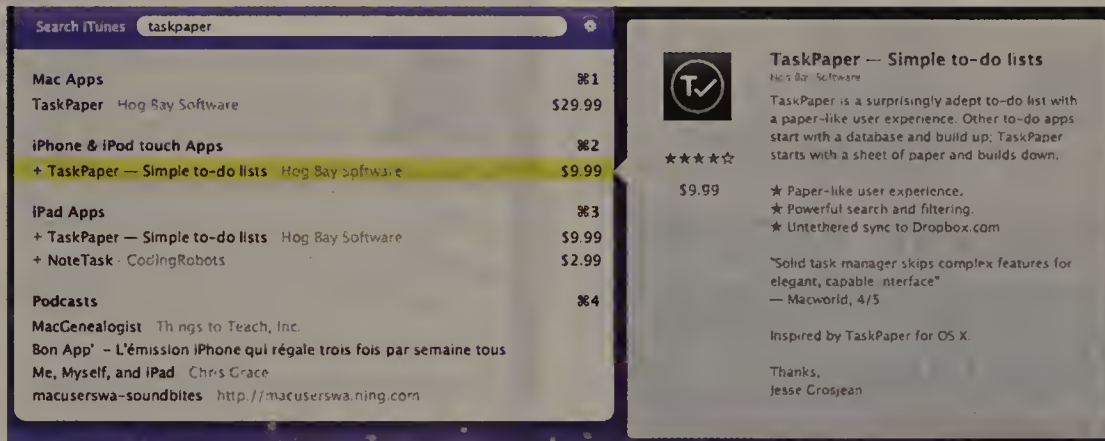 Search iTunes taskpaper
Mac Apps ⌘1
TaskPaper Hog Bay Software $29.99
iPhone & iPod touch Apps ⌘2
+ TaskPaper — Simple to-do lists Hog Bay Software $9.99
iPad Apps ⌘3
+ TaskPaper — Simple to-do lists Hog Bay Software $9.99
+ NoteTask · CodingRobots $2.99
Podcasts ⌘4
MacGenealogist Things to Teach, Inc.
Bon App' – L'émission iPhone qui régale trois fois par semaine tous
Me, Myself, and iPad Chris Grace
macuserswa-soundbites http://macuserswa.ning.com
T✓
★★★★☆
$9.99
TaskPaper — Simple to-do lists
Hog Bay Software
TaskPaper is a surprisingly adept to-do list with
a paper-like user experience. Other to-do apps
start with a database and build up; TaskPaper
starts with a sheet of paper and builds down.
★ Paper-like user experience.
★ Powerful search and filtering.
★ Untethered sync to Dropbox.com
"Solid task manager skips complex features for
elegant, capable interface"
— Macworld, 4/5
Inspired by TaskPaper for OS X.
Thanks,
Jesse Grosjean